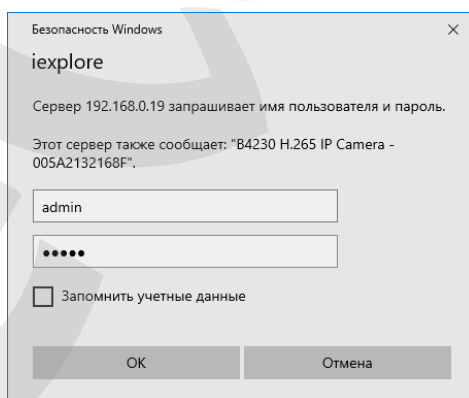 Безопасность Windows
iexplore
Сервер 192.168.0.19 запрашивает имя пользователя и пароль.
Этот сервер также сообщает: "B4230 H.265 IP Camera -
005A2132168F".
admin
●●●●●
Запомнить учетные данные
ОК
Отмена